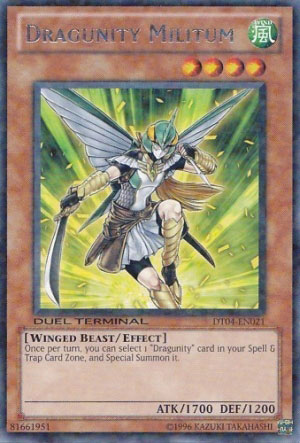 DRAGUNITY MILITUM
WIND
風
DUEL TERMINAL
DT04-EN021
[WINGED BEAST/EFFECT]
Once per turn, you can select 1 "Dragunity" card in your Spell &
Trap Card Zone, and Special Summon it.
ATK/1700 DEF/1200
81661951
©1996 KAZUKI TAKAHASHI